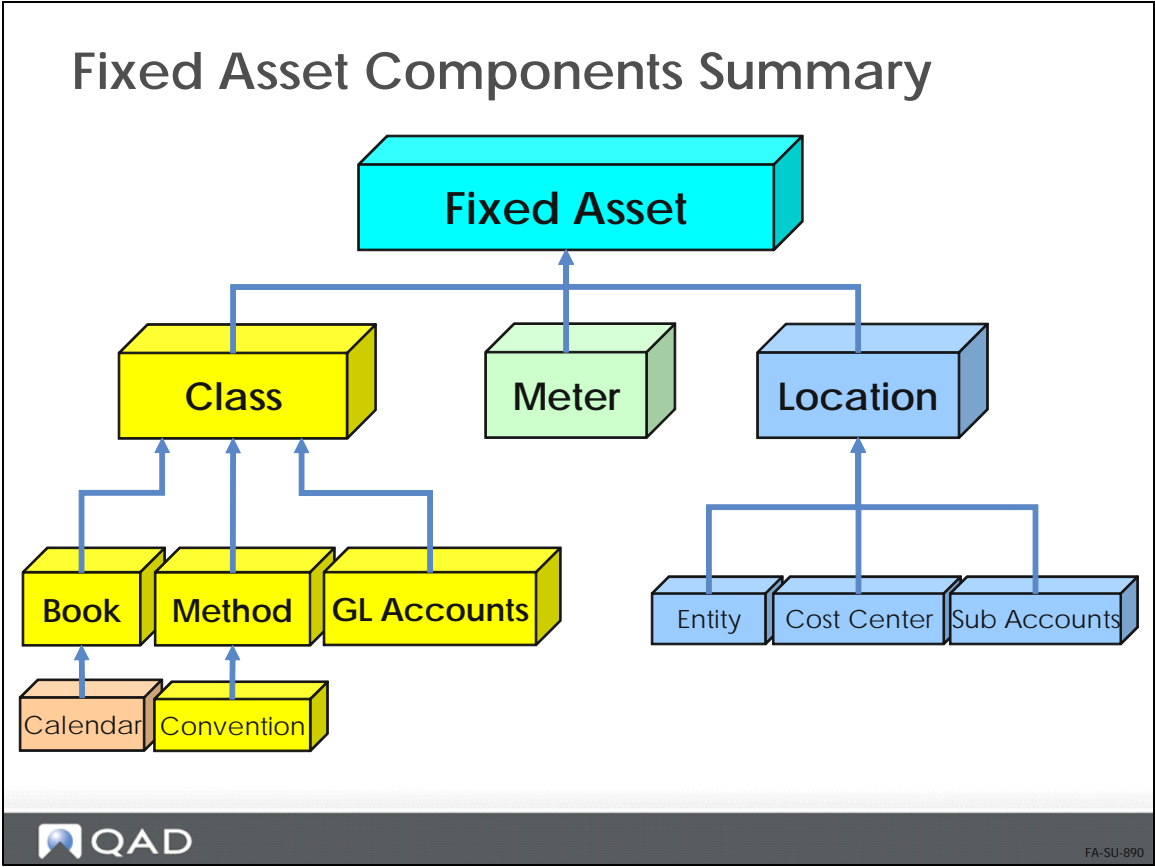 Fixed Asset Components Summary
Fixed Asset
Class
Meter
Location
Book
Method
GL Accounts
Entity
Cost Center
Sub Accounts
Calendar
Convention
QAD
FA-SU-890